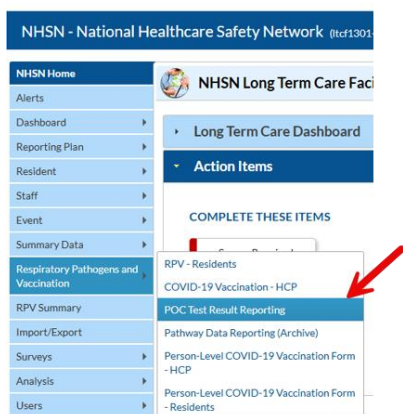 NHSN - National Healthcare Safety Network (ltcf1301-
NHSN Home
Alerts
Dashboard
Reporting Plan
Resident
Staff
Event
Summary Data
Respiratory Pathogens and
Vaccination
RPV Summary
Import/Export
Surveys
Analysis
Users
NHSN Long Term Care Faci
Long Term Care Dashboard
Action Items
COMPLETE THESE ITEMS
RPV - Residents
COVID-19 Vaccination - HCP
POC Test Result Reporting
Pathway Data Reporting (Archive)
Person-Level COVID-19 Vaccination Form
- HCP
Person-Level COVID-19 Vaccination Form
- Residents